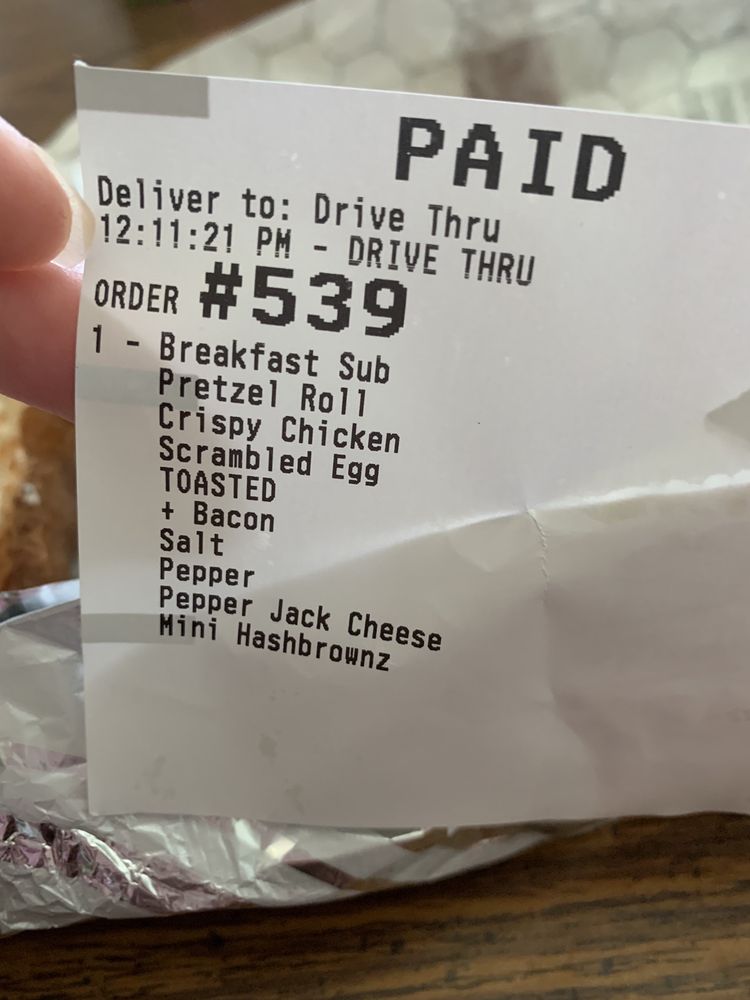 PAID
Deliver to: Drive Thru
12:11:21 PM - DRIVE THRU
ORDER #539
1 - Breakfast Sub
Pretzel Roll
Crispy Chicken
Scrambled Egg
TOASTED
+ Bacon
Salt
Pepper
Pepper Jack Cheese
Mini Hashbrownz